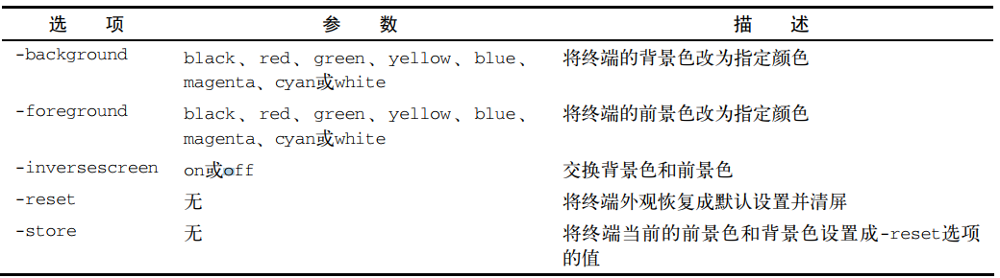 选 项 参 数 描 述
-background black、red、green、yellow、blue、 将终端的背景色改为指定颜色
magenta、cyan或white
-foreground black、red、green、yellow、blue、 将终端的前景色改为指定颜色
magenta、cyan或white
-inversescreen on或off 交换背景色和前景色
-reset 无 将终端外观恢复成默认设置并清屏
-store 无 将终端当前的前景色和背景色设置成-reset选项
的值